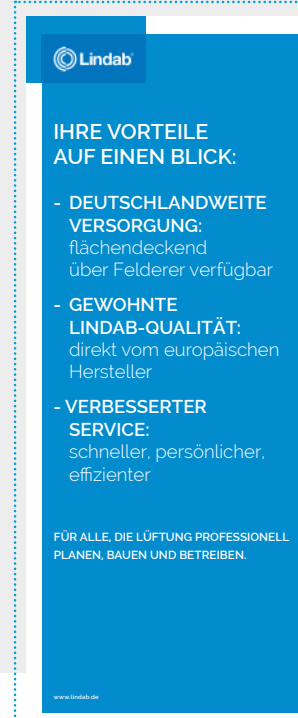 Lindab
IHRE VORTEILE
AUF EINEN BLICK:
- DEUTSCHLANDWEITE
VERSORGUNG:
flächendeckend
über Felderer verfügbar
- GEWOHNTE
LINDAB-QUALITÄT:
direkt vom europäischen
Hersteller
- VERBESSERTER
SERVICE:
schneller, persönlicher,
effizienter
FÜR ALLE, DIE LÜFTUNG PROFESSIONELL
PLANEN, BAUEN UND BETREIBEN.
www.lindab.de